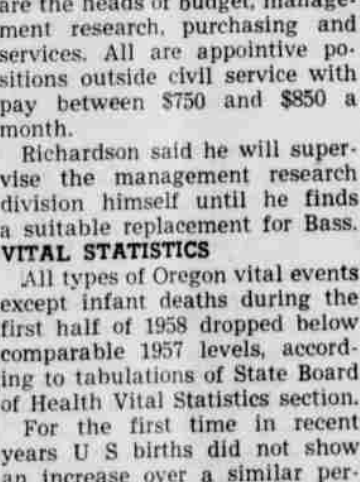 are the heads of Budget, manage-
ment research, purchasing and
services. All are appointive po-
sitions outside civil service with
pay between $750 and $850 a
month.
Richardson said he will super-
vise the management research
division himself until he finds
a suitable replacement for Bass.
VITAL STATISTICS
All types of Oregon vital events
except infant deaths during the
first half of 1958 dropped below
comparable 1957 levels, accord-
ing to tabulations of State Board
of Health Vital Statistics section.
For the first time in recent
years U S births did not show
an increase over a similar per-